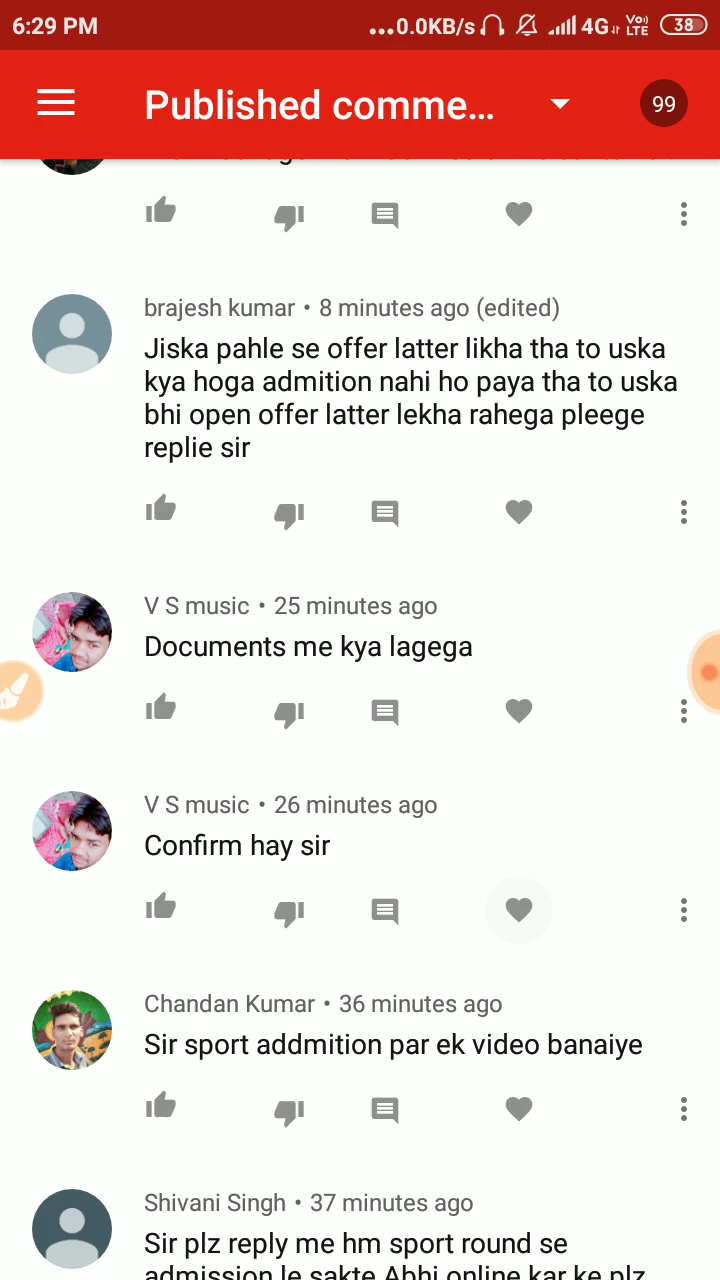 6:29 PM
...0.0KB/s 4G Vo) LTE 38
Published comme... 99
brajesh kumar • 8 minutes ago (edited)
Jiska pahle se offer latter likha tha to uska
kya hoga admition nahi ho paya tha to uska
bhi open offer latter lekha rahega pleege
replie sir
V S music • 25 minutes ago
Documents me kya lagega
V S music • 26 minutes ago
Confirm hay sir
Chandan Kumar • 36 minutes ago
Sir sport addmition par ek video banaiye
Shivani Singh • 37 minutes ago
Sir plz reply me hm sport round se
admission le sakte Abhi online kar ke plz